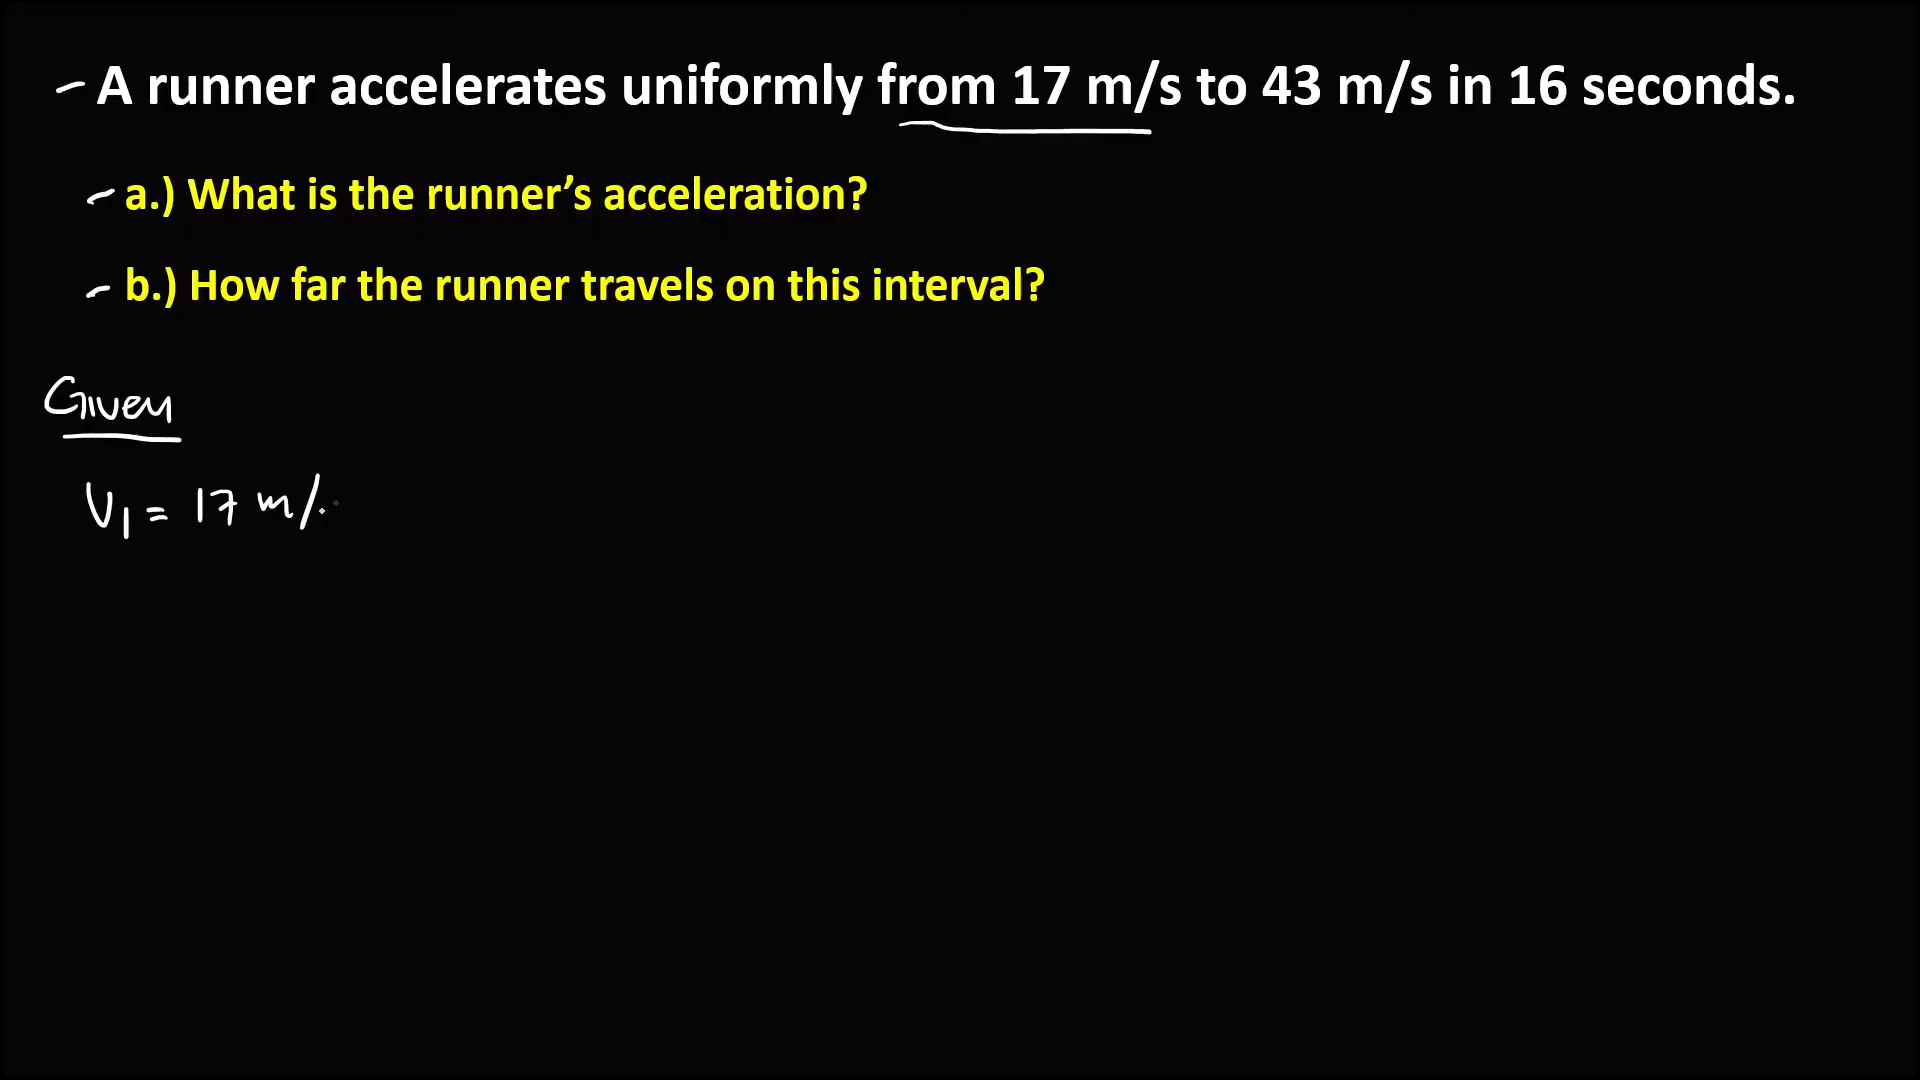 - A runner accelerates uniformly from 17 m/s to 43 m/s in 16 seconds.
- a.) What is the runner’s acceleration?
- b.) How far the runner travels on this interval?
Given
V₁ = 17 m/